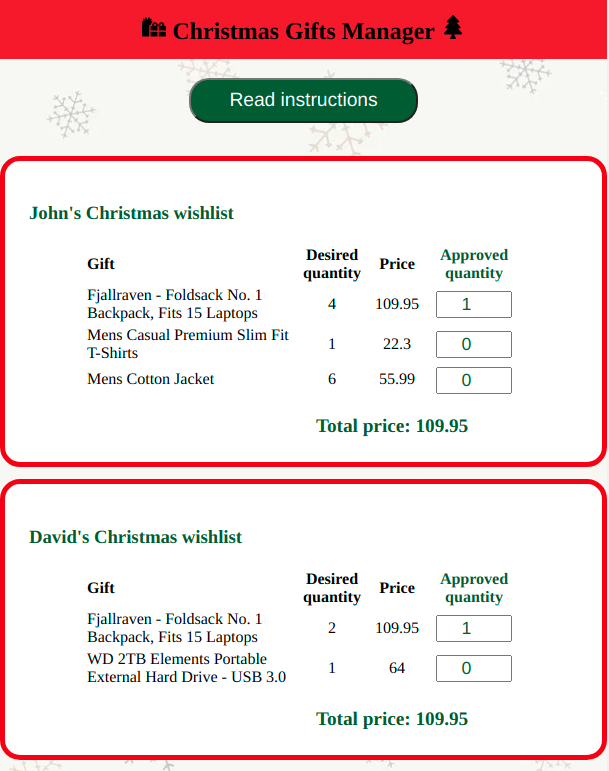 Christmas Gifts Manager
Read instructions
John's Christmas wishlist
Gift Desired quantity Price Approved quantity
Fjallraven - Foldsack No. 1
Backpack, Fits 15 Laptops 4 109.95 1
Mens Casual Premium Slim Fit
T-Shirts 1 22.3 0
Mens Cotton Jacket 6 55.99 0
Total price: 109.95
David's Christmas wishlist
Gift Desired quantity Price Approved quantity
Fjallraven - Foldsack No. 1
Backpack, Fits 15 Laptops 2 109.95 1
WD 2TB Elements Portable
External Hard Drive - USB 3.0 1 64 0
Total price: 109.95